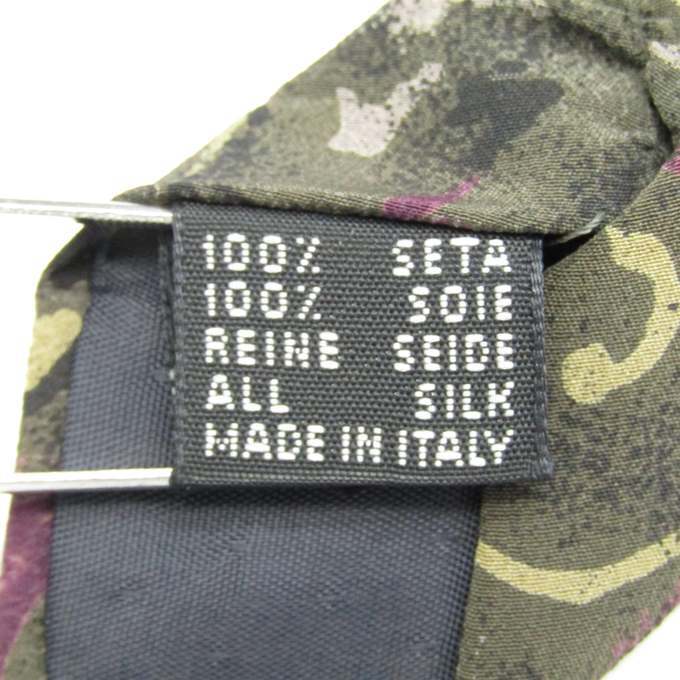 100% SETA
100% SOIE
REINE SEIDE
ALL SILK
MADE IN ITALY